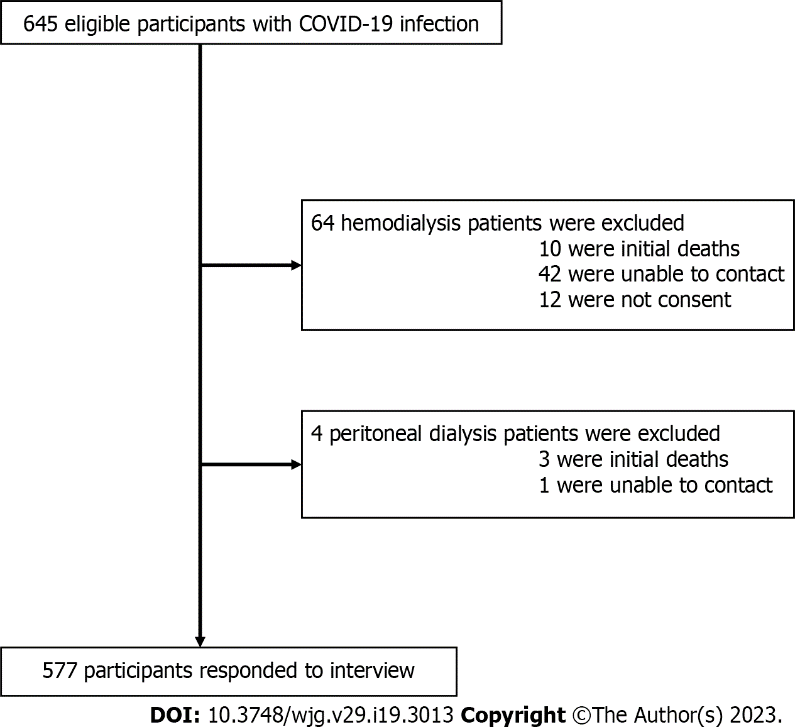 645 eligible participants with COVID-19 infection
64 hemodialysis patients were excluded
10 were initial deaths
42 were unable to contact
12 were not consent
4 peritoneal dialysis patients were excluded
3 were initial deaths
1 were unable to contact
577 participants responded to interview
DOI: 10.3748/wjg.v29.i19.3013 Copyright ©The Author(s) 2023.